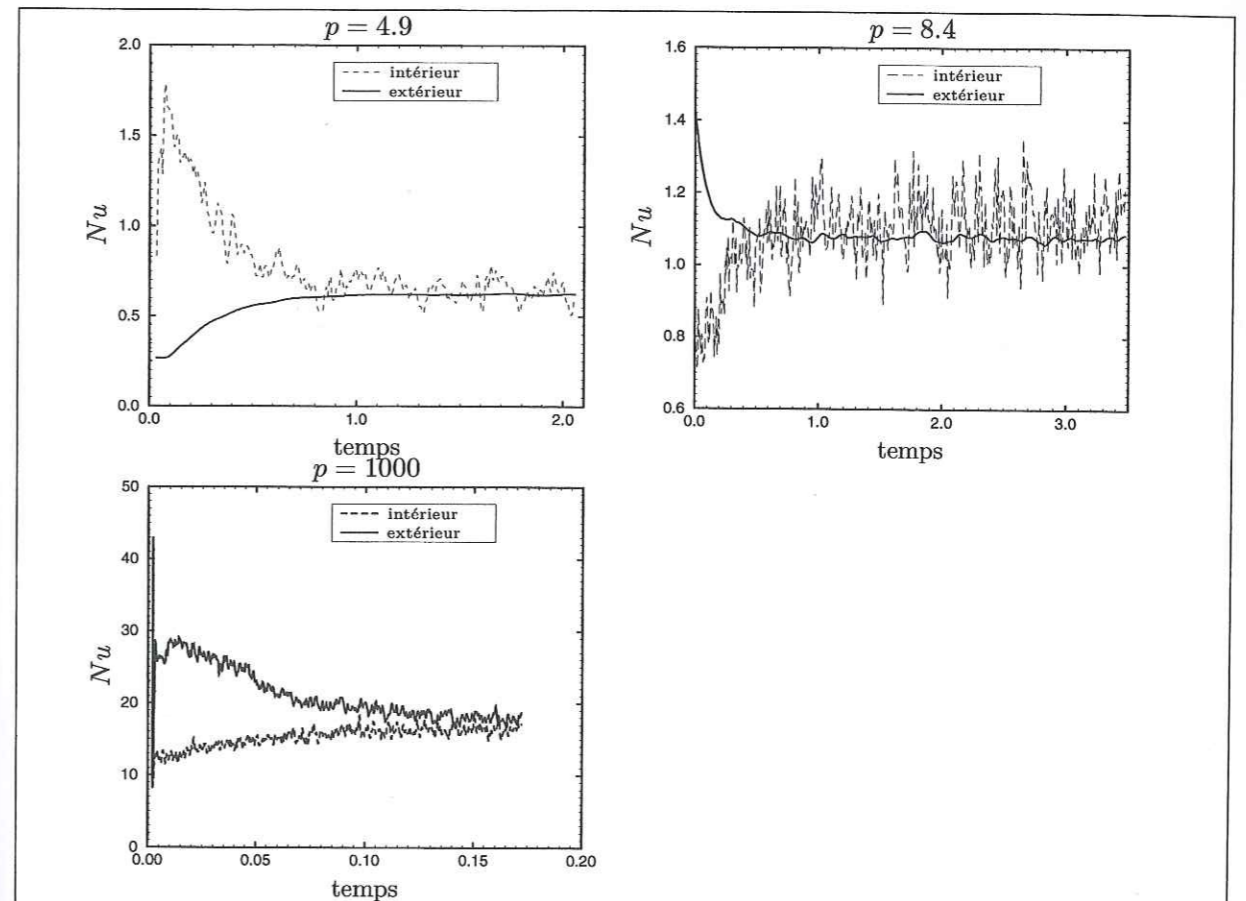 p = 4.9
2.0
1.5
1.0
0.5
0.0
Nu
intérieur
extérieur
0.0 1.0 2.0
temps
p = 8.4
1.6
1.4
1.2
1.0
0.8
0.6
Nu
intérieur
extérieur
0.0 1.0 2.0 3.0
temps
p = 1000
50
40
30
20
10
0
Nu
intérieur
extérieur
0.00 0.05 0.10 0.15 0.20
temps